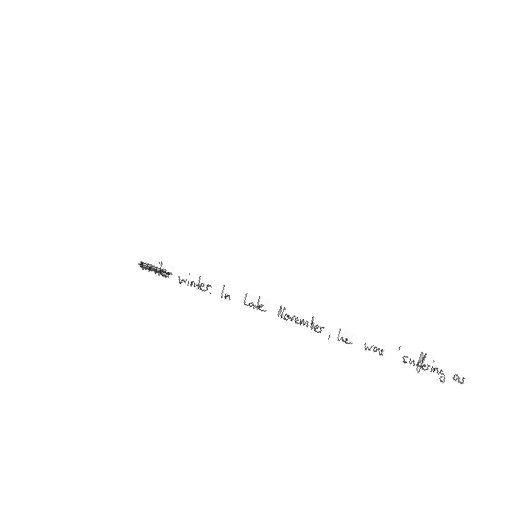 winter. In late November, he was suffering as